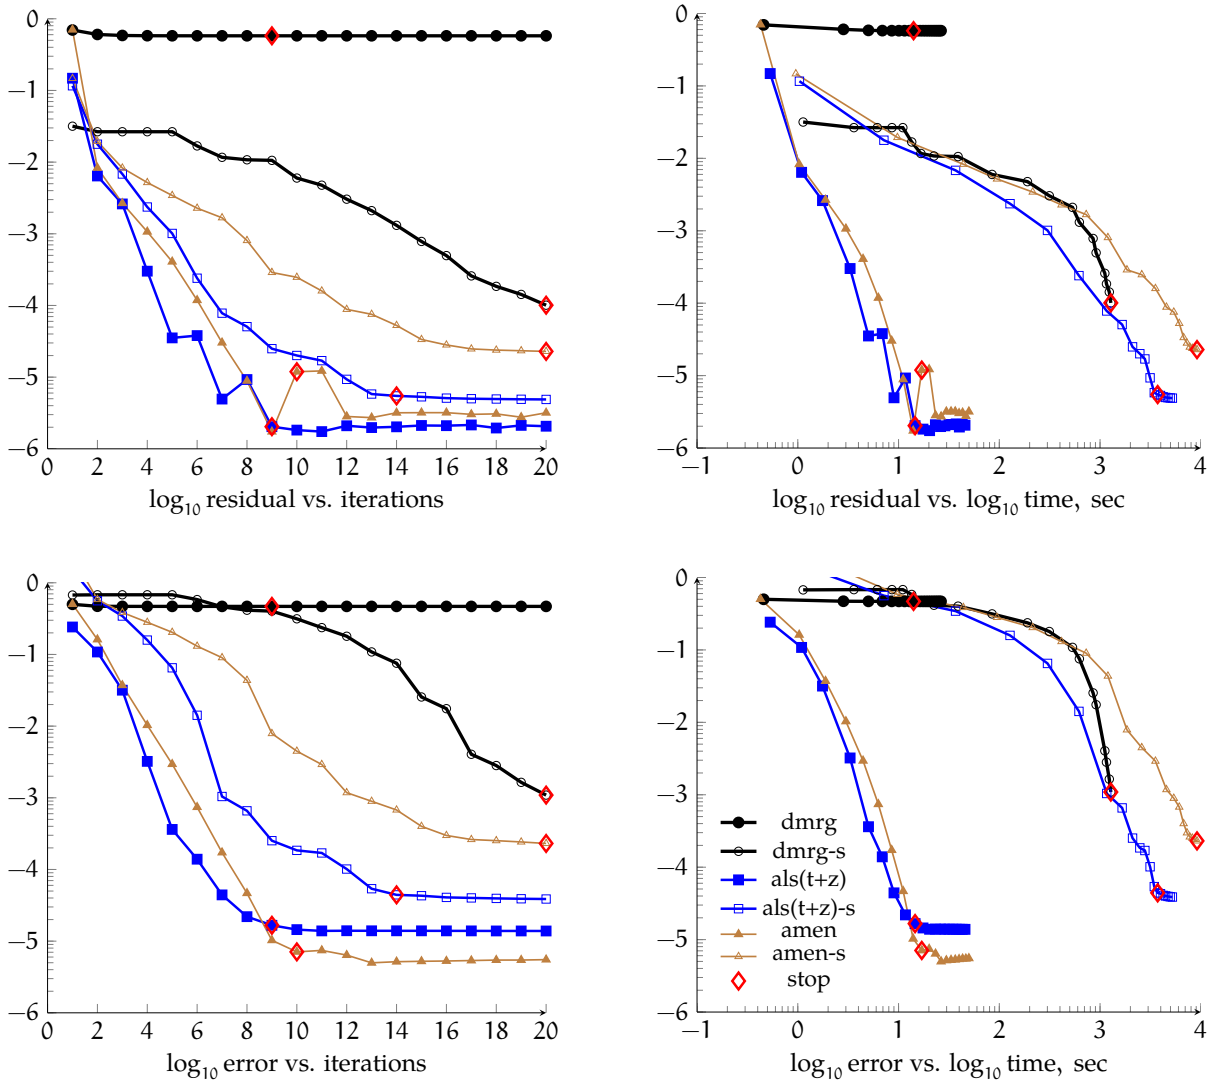 0
−1
−2
−3
−4
−5
−6
0 2 4 6 8 10 12 14 16 18 20
log₁₀ residual vs. iterations
0
−1
−2
−3
−4
−5
−6
−1 0 1 2 3 4
log₁₀ residual vs. log₁₀ time, sec
0
−1
−2
−3
−4
−5
−6
0 2 4 6 8 10 12 14 16 18 20
log₁₀ error vs. iterations
0
−1
−2
−3
−4
−5
−6
−1 0 1 2 3 4
log₁₀ error vs. log₁₀ time, sec
dmrg
dmrg-s
als(t+z)
als(t+z)-s
amen
amen-s
stop